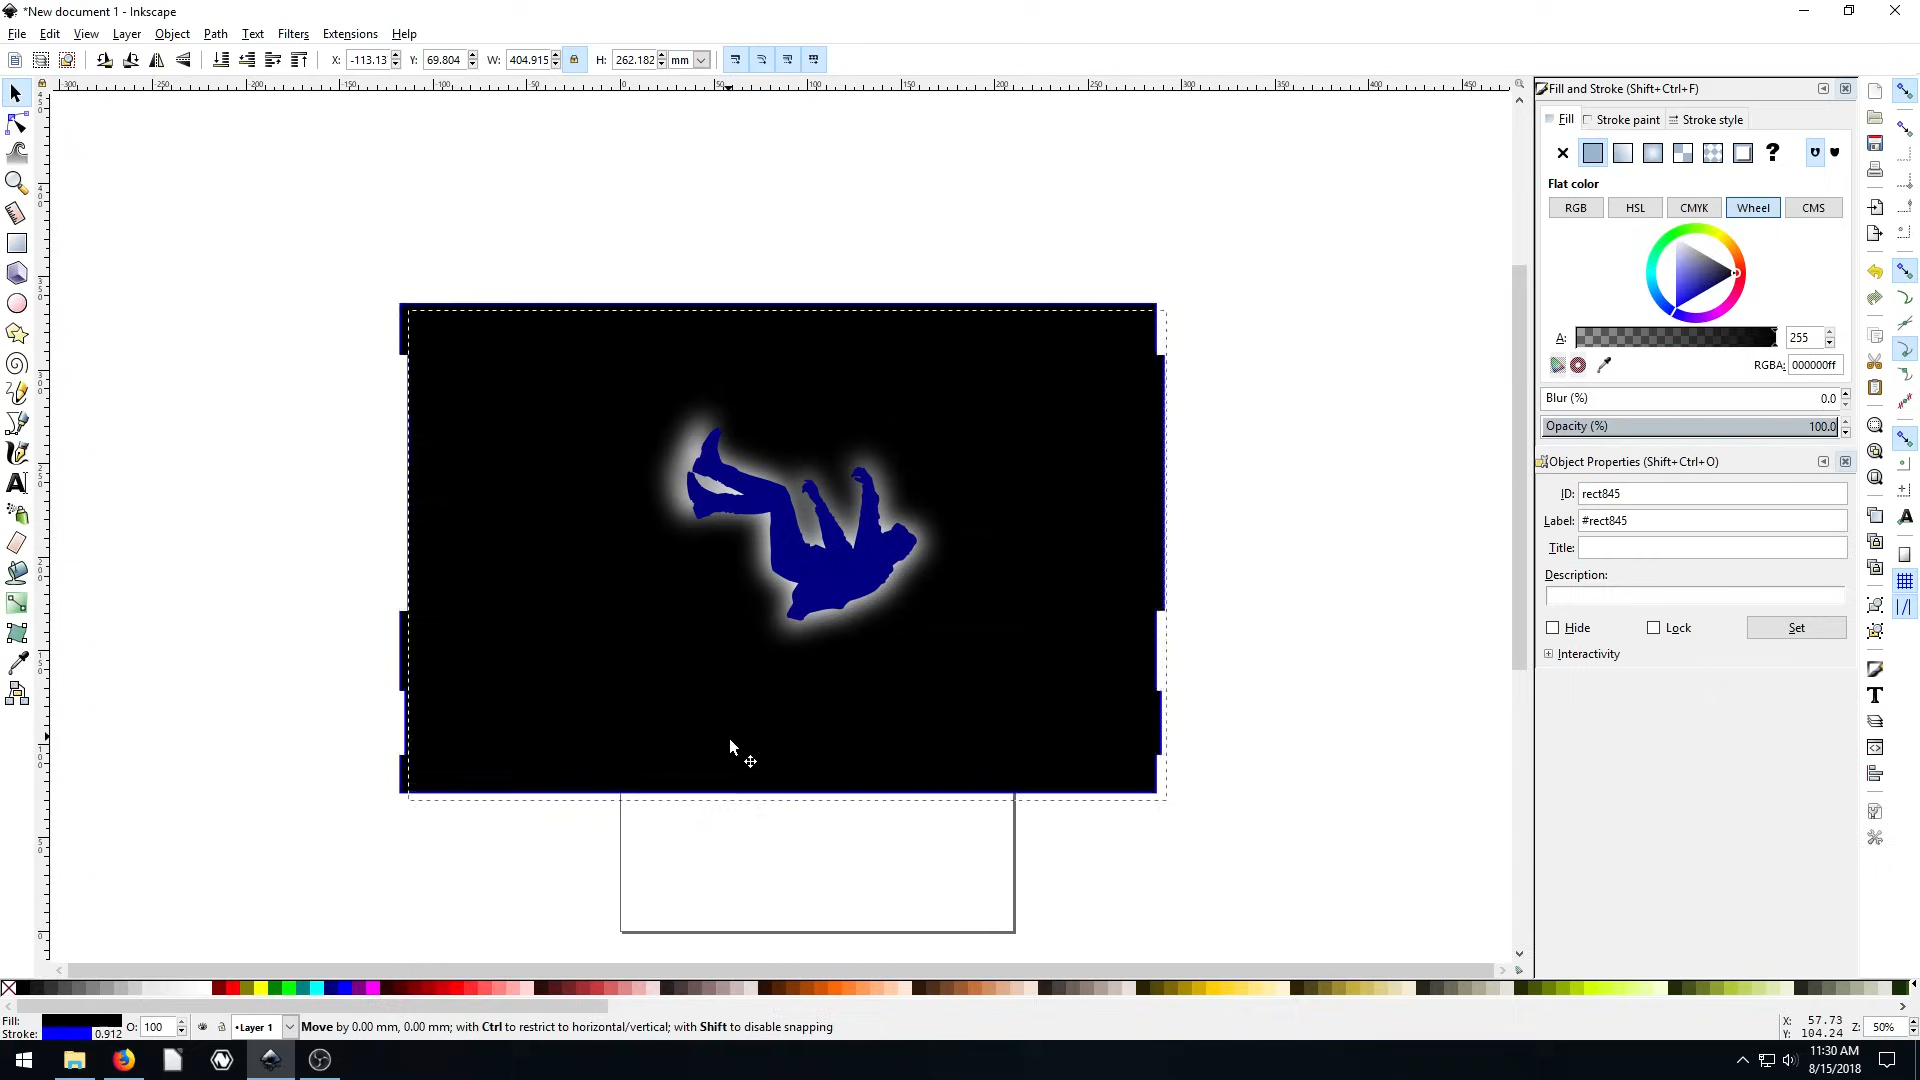 *New document 1 - Inkscape
File Edit View Layer Object Path Text Filters Extensions Help
X: -113.13 Y: 69.804 W: 404.915 H: 262.182 mm
Fill and Stroke (Shift+Ctrl+F)
Fill Stroke paint Stroke style
Flat color
RGB HSL CMYK Wheel CMS
A: 255
RGBA: 000000ff
Blur (%) 0.0
Opacity (%) 100.0
Object Properties (Shift+Ctrl+O)
ID: rect845
Label: #rect845
Title:
Description:
Hide Lock Set
Interactivity
Fill:
Stroke: 0.912
O: 100
Layer 1
Move by 0.00 mm, 0.00 mm; with Ctrl to restrict to horizontal/vertical; with Shift to disable snapping
X: 57.73
Y: 104.24
Z: 50%
11:30 AM
8/15/2018